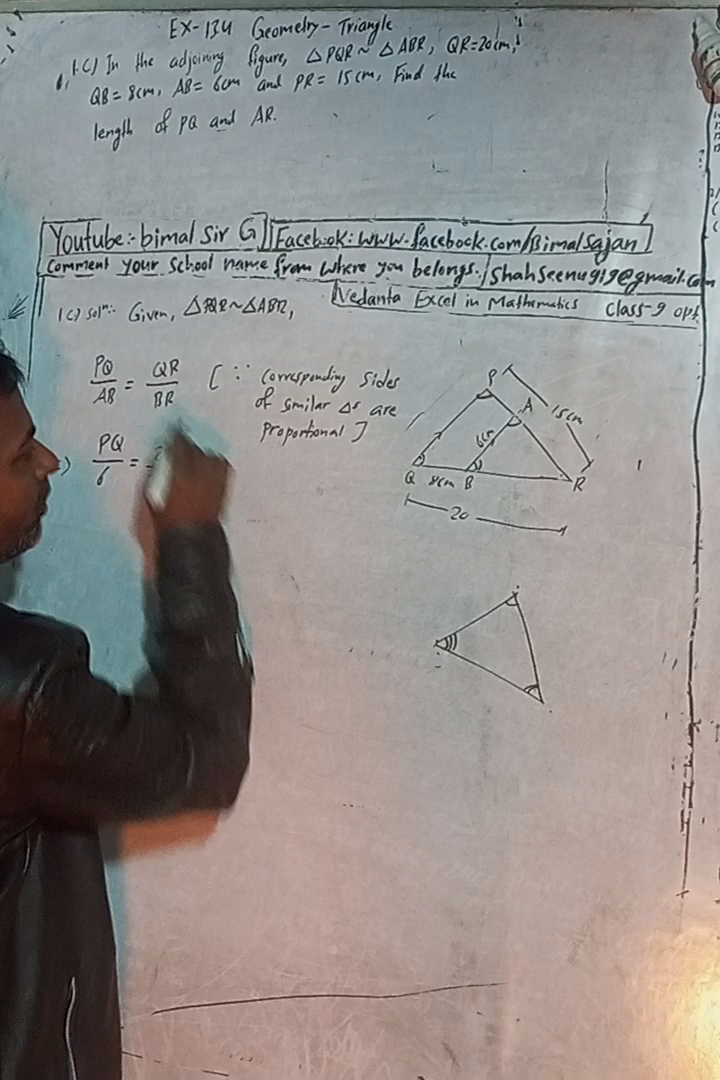 EX-13.4 Geometry - Triangle
1.c) In the adjoining figure, △PQR ~ △ABR, QR=20cm,
QB = 8cm, AB= 6cm and PR= 15cm, Find the
length of PQ and AR.
Youtube:- bimal Sir G
Facebook: www.facebook.com/Bimalsajan
Comment your School name from where you belongs.
Shahseenu919@gmail.com
Vedanta Excel in Mathematics Class-9 opt
1c) Solⁿ:- Given, △PQR~△ABR,
PQ/AB = QR/BR [∵ Corresponding Sides
of similar △s are
proportional ]
PQ/6 =
P
A
15cm
6cm
Q 8cm B R
20